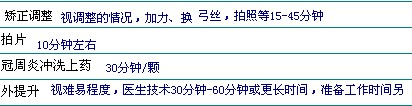 矫正调整 视调整的情况，加力、换弓丝，拍照等15-45分钟
拍片 10分钟左右
冠周炎冲洗上药 30分钟/颗
外提升 视难易程度，医生技术30分钟-60分钟或更长时间，准备工作时间另